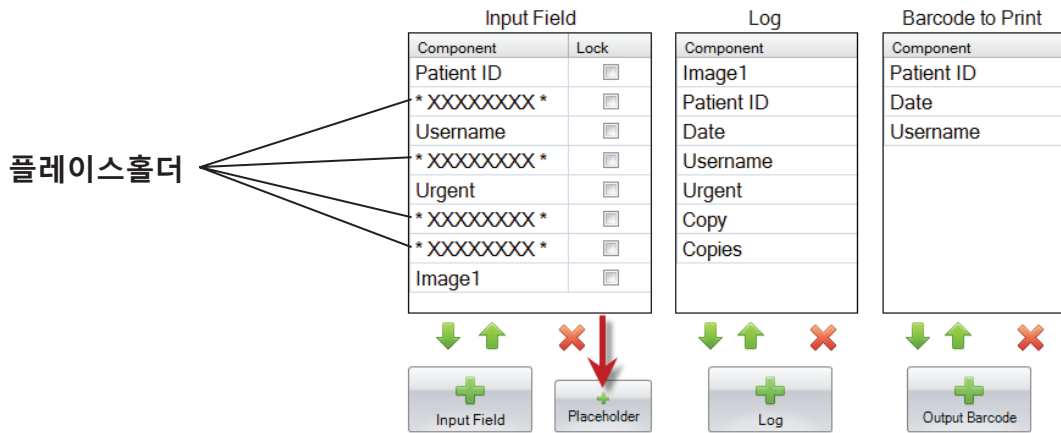 Input Field
Component Lock
Patient ID
* XXXXXXXX *
Username
* XXXXXXXX *
Urgent
* XXXXXXXX *
* XXXXXXXX *
Image1
Input Field
Placeholder
플레이스홀더
Log
Component
Image1
Patient ID
Date
Username
Urgent
Copy
Copies
Log
Barcode to Print
Component
Patient ID
Date
Username
Output Barcode